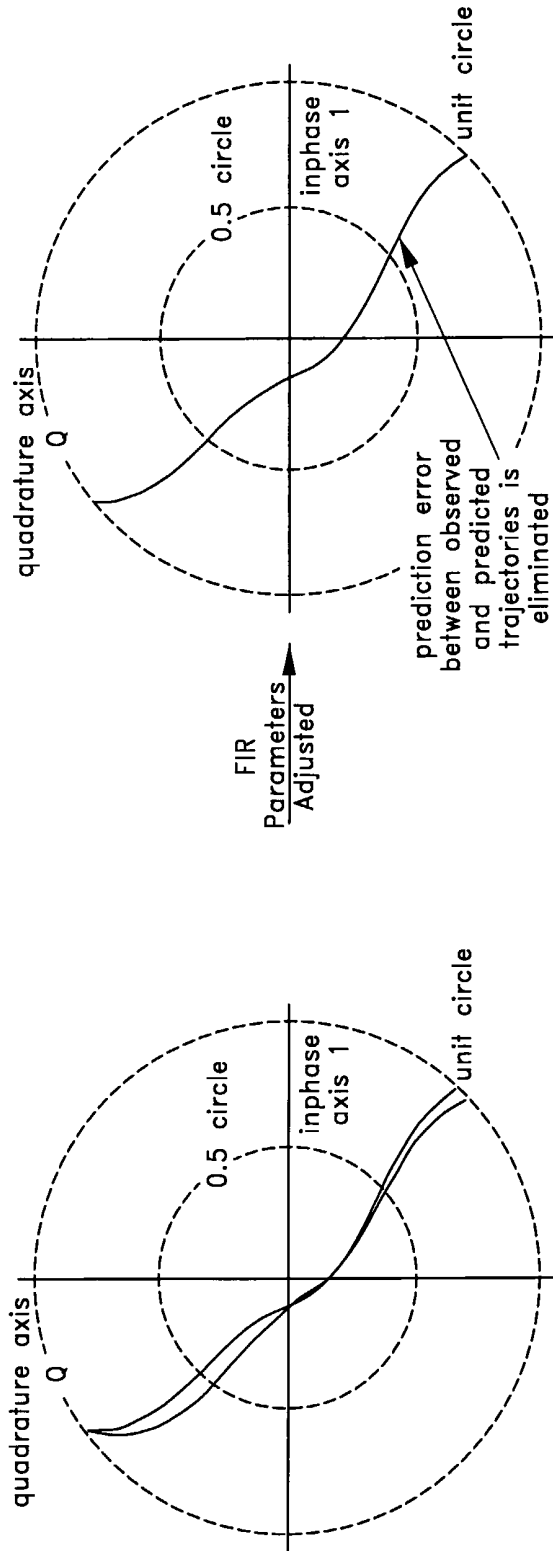 quadrature axis
Q
0.5 circle
inphase
axis 1
unit circle
FIR
Parameters
Adjusted
quadrature axis
Q
0.5 circle
inphase
axis 1
unit circle
prediction error
between observed
and predicted
trajectories is
eliminated